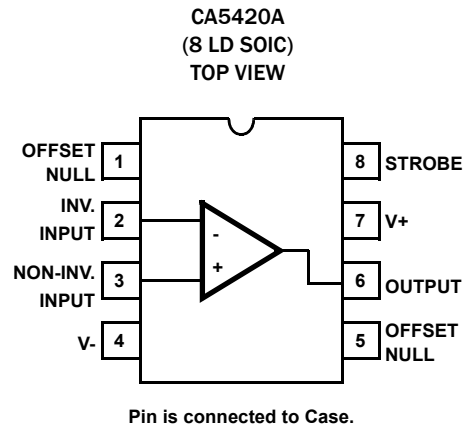 CA5420A
(8 LD SOIC)
TOP VIEW
OFFSET
NULL
1
8
STROBE
INV.
INPUT
2
-
7
V+
NON-INV.
INPUT
3
+
6
OUTPUT
V-
4
5
OFFSET
NULL
Pin is connected to Case.